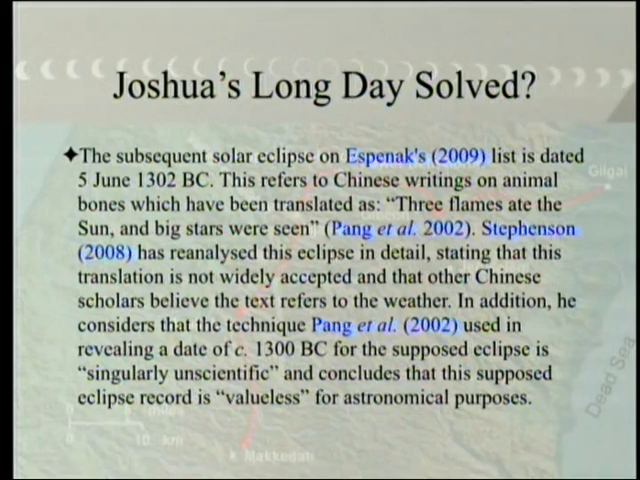 Joshua's Long Day Solved?
✦The subsequent solar eclipse on Espenak's (2009) list is dated
5 June 1302 BC. This refers to Chinese writings on animal
bones which have been translated as: “Three flames ate the
Sun, and big stars were seen” (Pang et al. 2002). Stephenson
(2008) has reanalysed this eclipse in detail, stating that this
translation is not widely accepted and that other Chinese
scholars believe the text refers to the weather. In addition, he
considers that the technique Pang et al. (2002) used in
revealing a date of c. 1300 BC for the supposed eclipse is
“singularly unscientific” and concludes that this supposed
eclipse record is “valueless” for astronomical purposes.
Gilgal
Dead Sea
miles
10 km
Makkedah